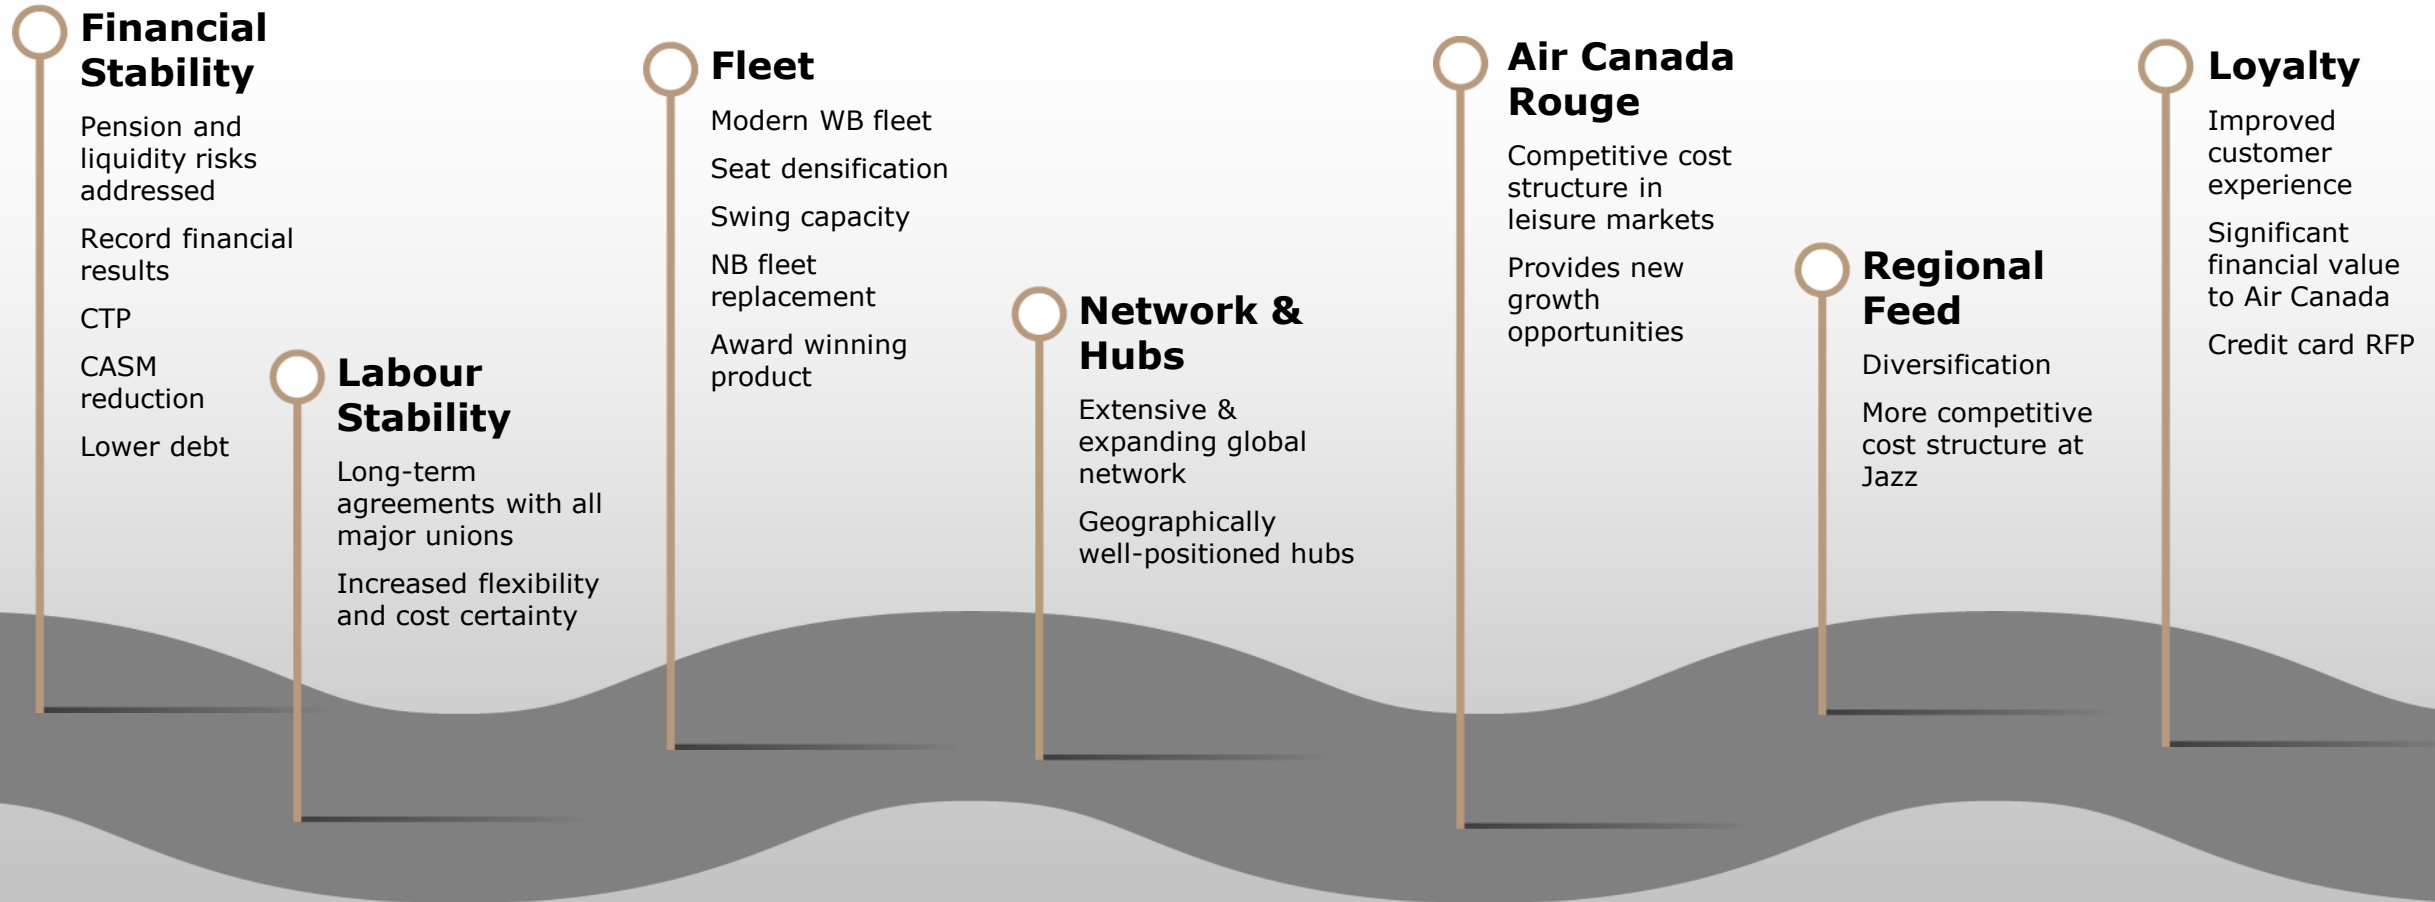 Financial
Stability
Pension and
liquidity risks
addressed
Record financial
results
CTP
CASM
reduction
Lower debt
Labour
Stability
Long-term
agreements with all
major unions
Increased flexibility
and cost certainty
Fleet
Modern WB fleet
Seat densification
Swing capacity
NB fleet
replacement
Award winning
product
Network &
Hubs
Extensive &
expanding global
network
Geographically
well-positioned hubs
Air Canada
Rouge
Competitive cost
structure in
leisure markets
Provides new
growth
opportunities
Regional
Feed
Diversification
More competitive
cost structure at
Jazz
Loyalty
Improved
customer
experience
Significant
financial value
to Air Canada
Credit card RFP